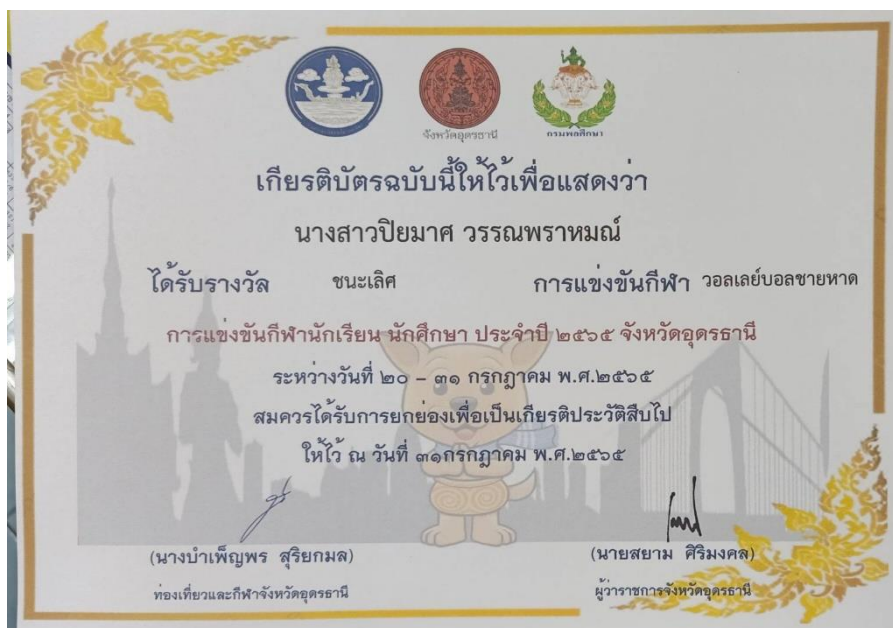 จังหวัดอุดรธานี
กรมพลศึกษา
เกียรติบัตรฉบับนี้ให้ไว้เพื่อแสดงว่า
นางสาวปิยมาศ วรรณพราหมณ์
ได้รับรางวัล ชนะเลิศ การแข่งขันกีฬา วอลเลย์บอลชายหาด
การแข่งขันกีฬานักเรียน นักศึกษา ประจำปี ๒๕๖๕ จังหวัดอุดรธานี
ระหว่างวันที่ ๒๐ – ๓๑ กรกฎาคม พ.ศ.๒๕๖๕
สมควรได้รับการยกย่องเพื่อเป็นเกียรติประวัติสืบไป
ให้ไว้ ณ วันที่ ๓๑กรกฎาคม พ.ศ.๒๕๖๕
(นางบำเพ็ญพร สุริยกมล) (นายสยาม ศิริมงคล)
ท่องเที่ยวและกีฬาจังหวัดอุดรธานี ผู้ว่าราชการจังหวัดอุดรธานี